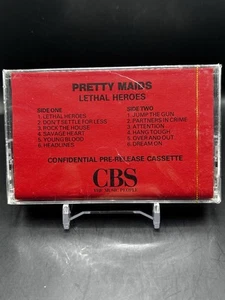 PRETTY MAIDS
LETHAL HEROES
SIDE ONE
1. LETHAL HEROES
2. DON'T SETTLE FOR LESS
3. ROCK THE HOUSE
4. SAVAGE HEART
5. YOUNG BLOOD
6. HEADLINES
SIDE TWO
1. JUMP THE GUN
2. PARTNERS IN CRIME
3. ATTENTION
4. HANG TOUGH
5. OVER AND OUT
6. DREAM ON
CONFIDENTIAL PRE-RELEASE CASSETTE
CBS
THE MUSIC PEOPLE